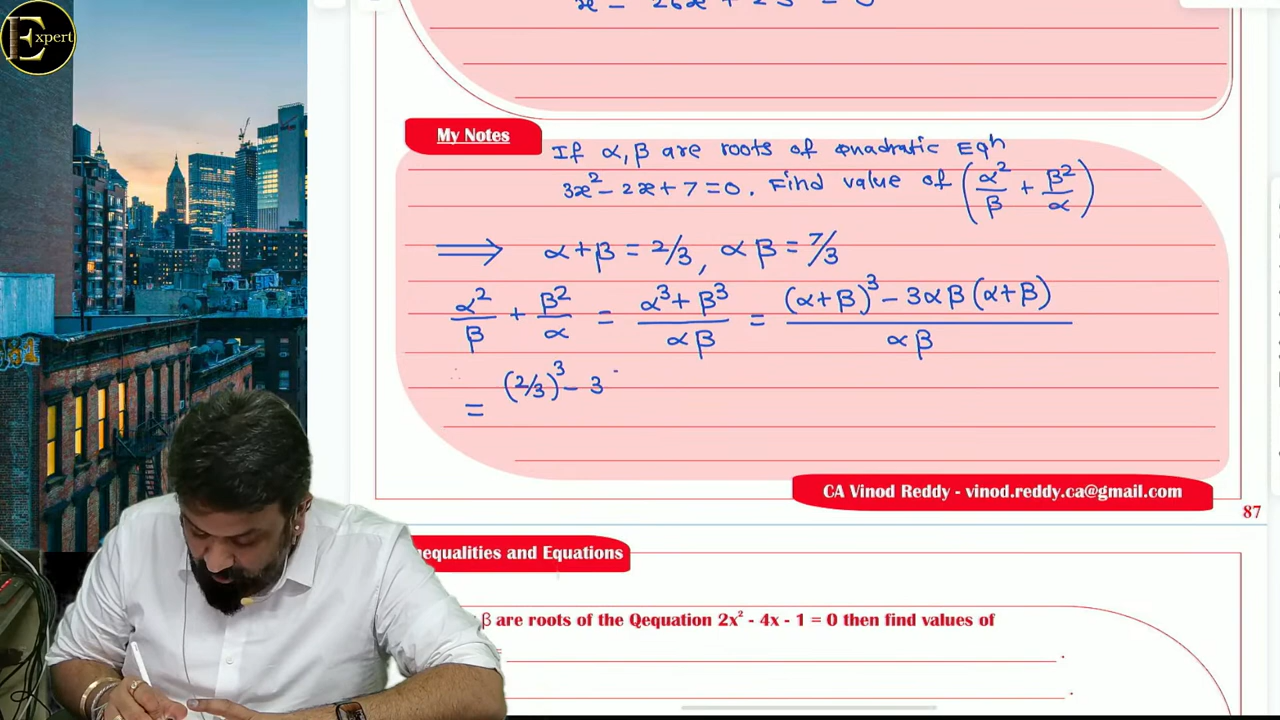 Expert
My Notes
If α, β are roots of quadratic Eqn
3x² - 2x + 7 = 0. Find value of (α²/β + β²/α)
⟹ α + β = 2/3, α β = 7/3
α²/β + β²/α = α³ + β³/αβ = (α+β)³ - 3αβ(α+β)/αβ
= (2/3)³ - 3
CA Vinod Reddy - vinod.reddy.ca@gmail.com
87
nequalities and Equations
β are roots of the Qequation 2x² - 4x - 1 = 0 then find values of